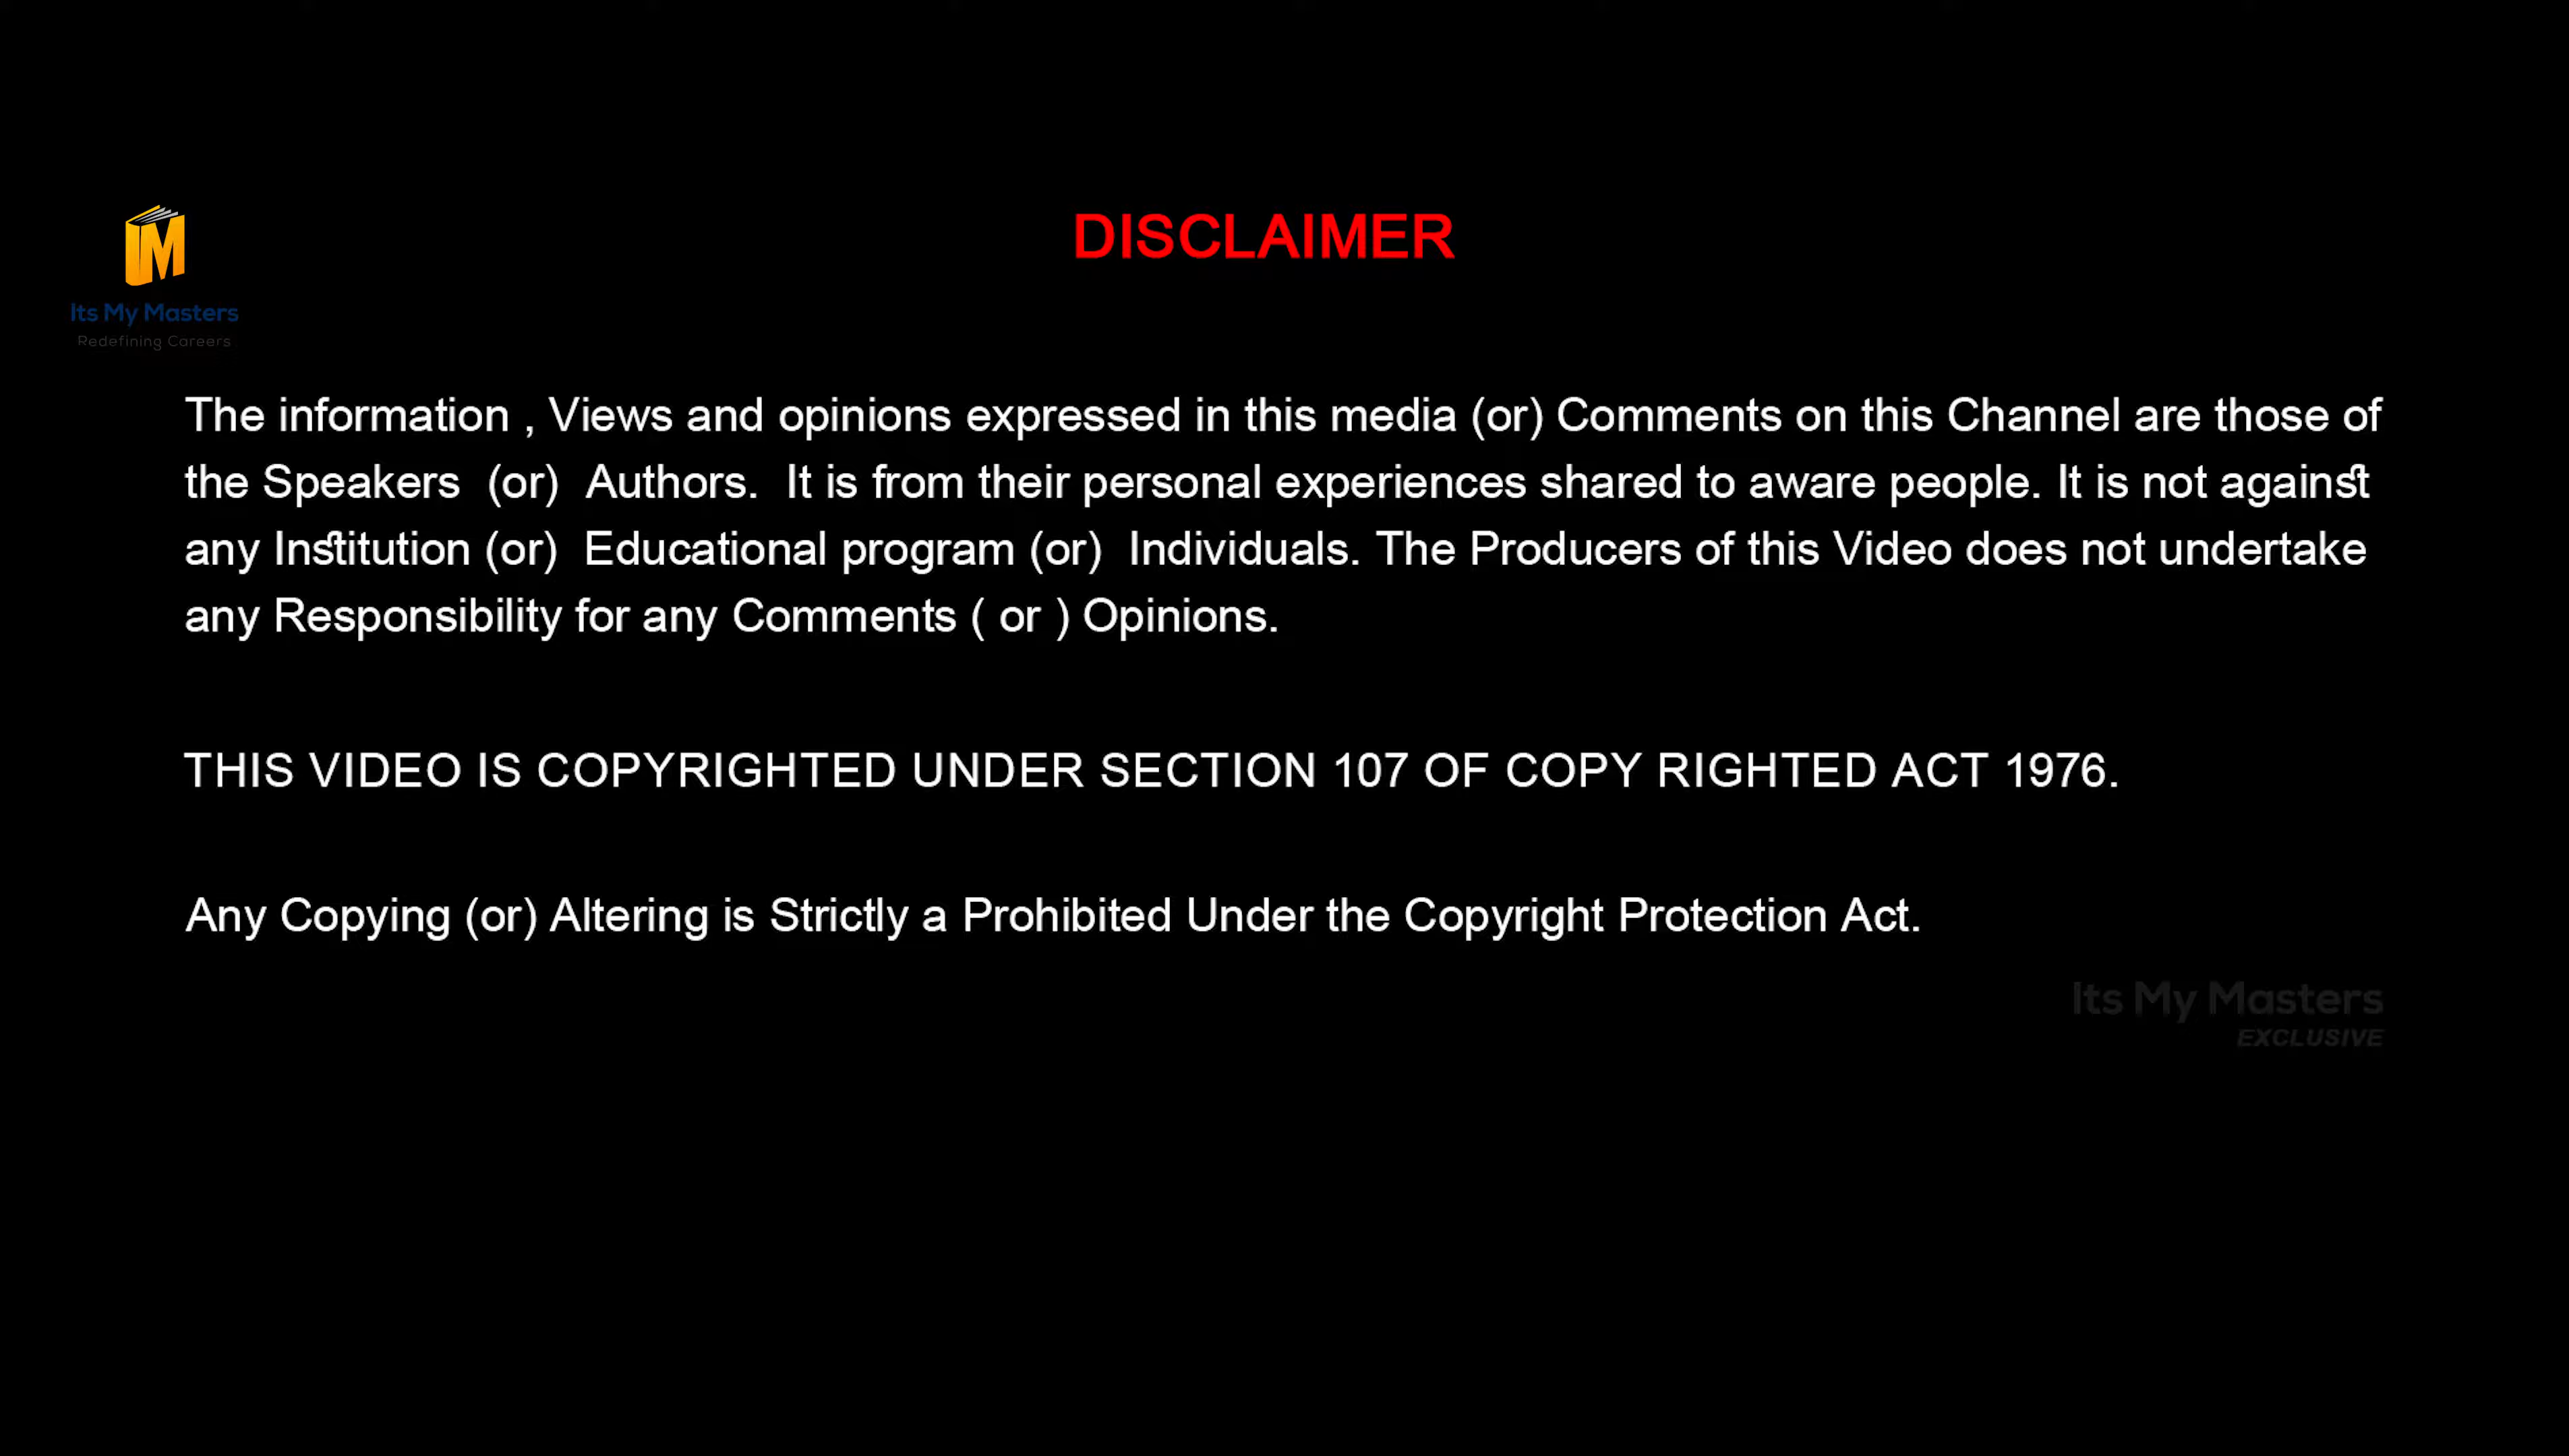 DISCLAIMER
IM
Its My Masters
Redefining Careers
The information , Views and opinions expressed in this media (or) Comments on this Channel are those of
the Speakers (or) Authors. It is from their personal experiences shared to aware people. It is not against
any Institution (or) Educational program (or) Individuals. The Producers of this Video does not undertake
any Responsibility for any Comments ( or ) Opinions.
THIS VIDEO IS COPYRIGHTED UNDER SECTION 107 OF COPY RIGHTED ACT 1976.
Any Copying (or) Altering is Strictly a Prohibited Under the Copyright Protection Act.
Its My Masters
EXCLUSIVE